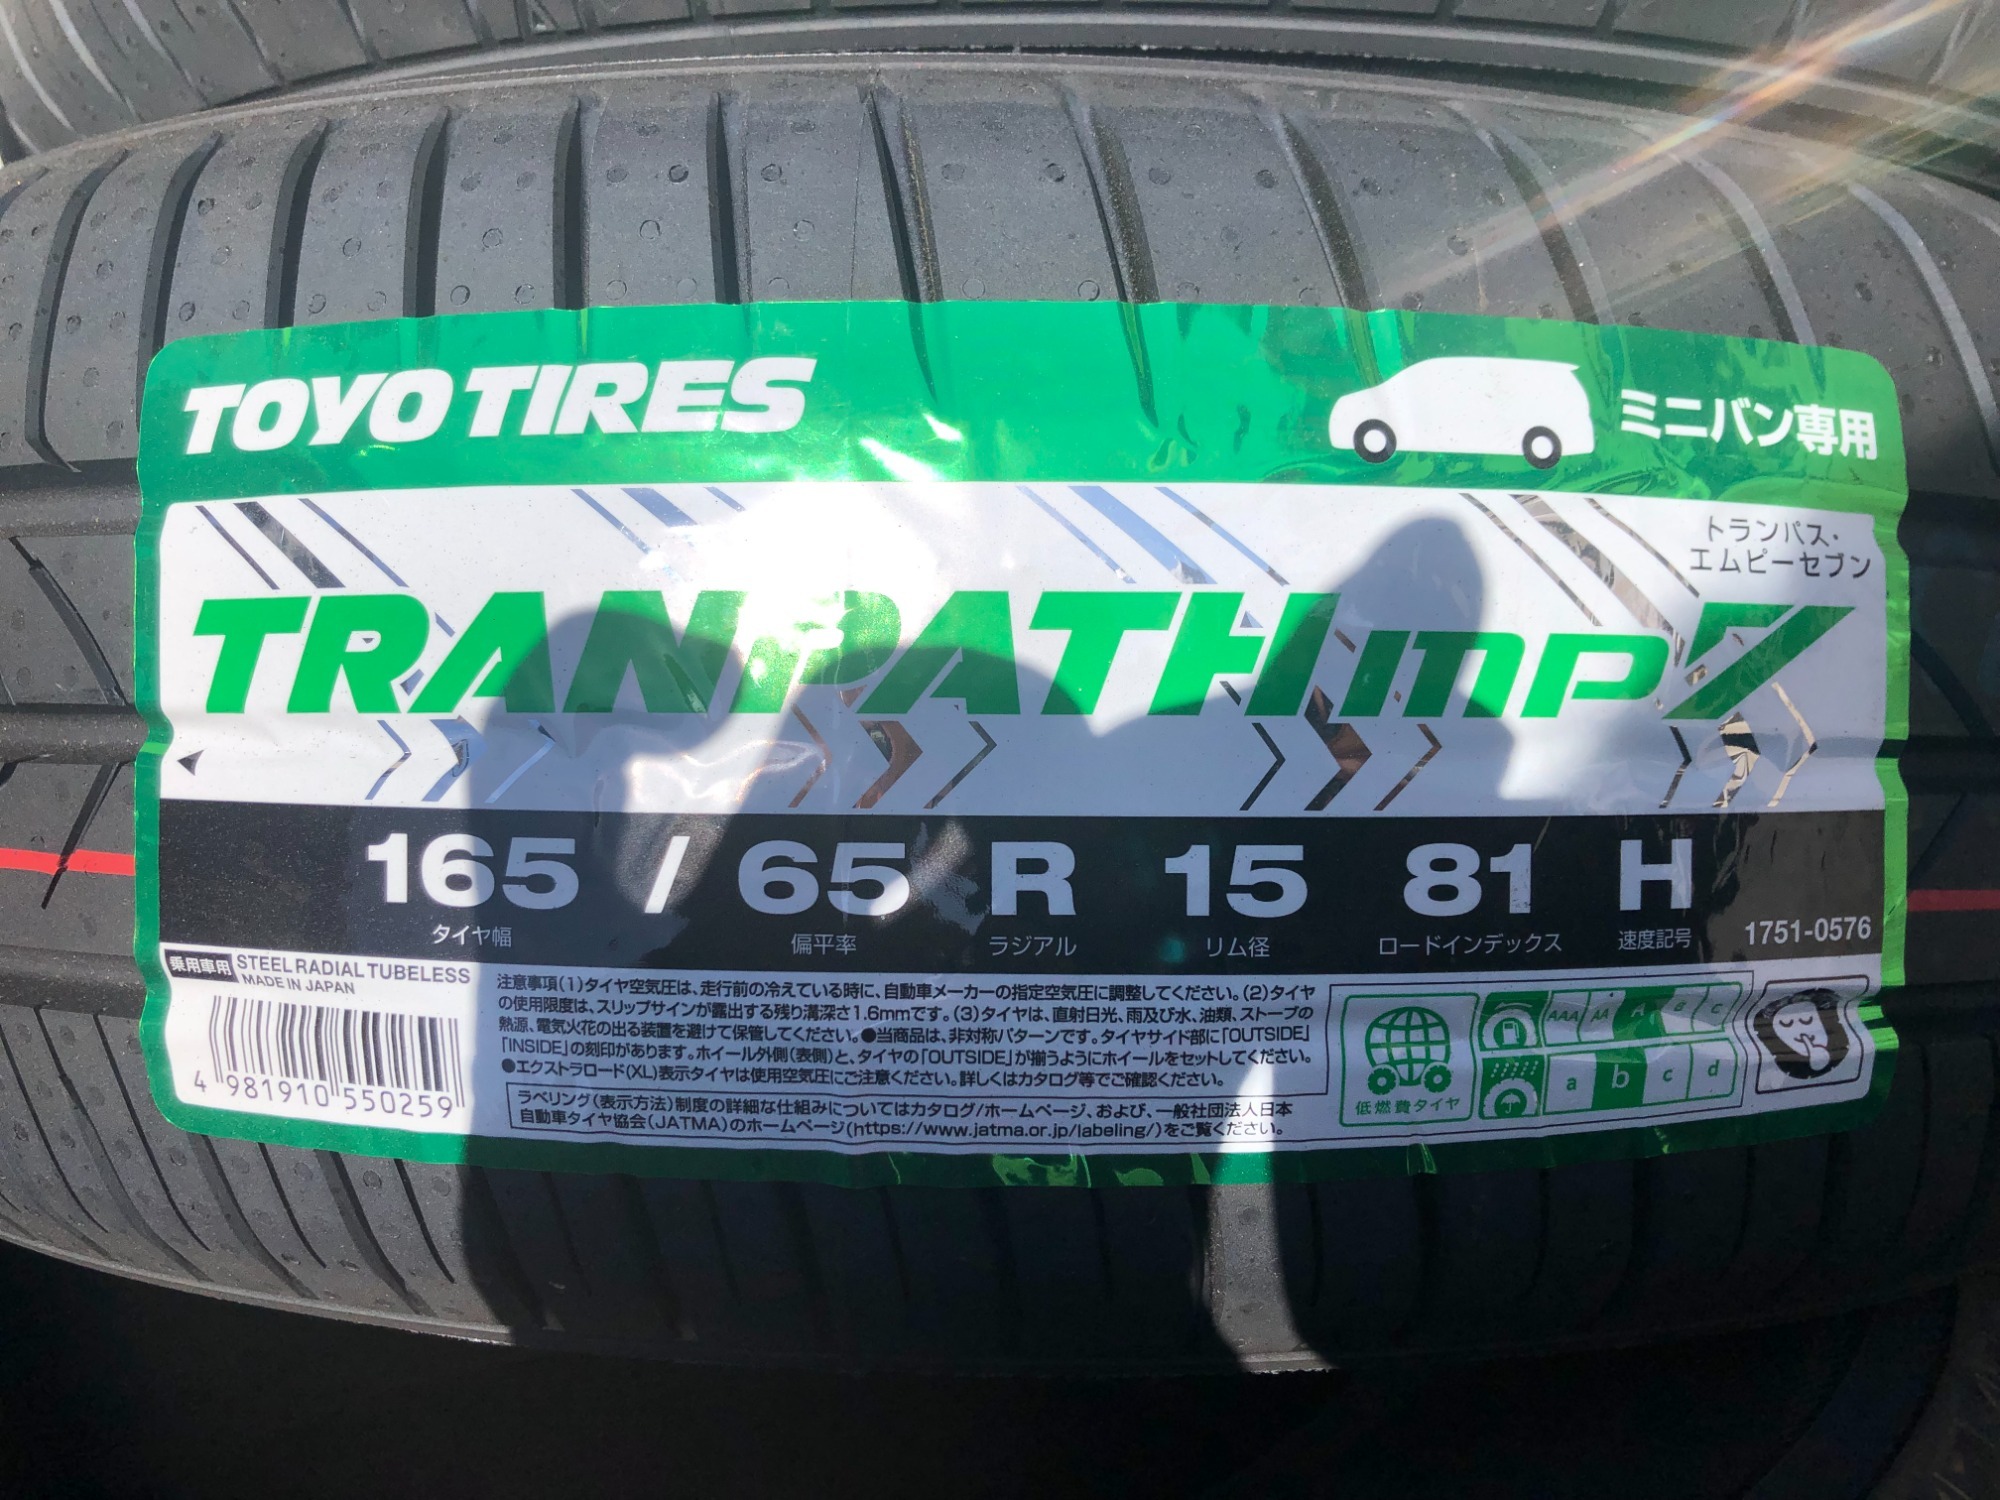 TOYO TIRES
ミニバン専用
トランパス・
エムピーセブン
TRANPATH mp7
165 / 65 R 15 81 H
タイヤ幅 偏平率 ラジアル リム径 ロードインデックス 速度記号
1751-0576
乗用車用 STEEL RADIAL TUBELESS
MADE IN JAPAN
4 981910 550259
注意事項(1)タイヤ空気圧は、走行前の冷えている時に、自動車メーカーの指定空気圧に調整してください。(2)タイヤ
の使用限度は、スリップサインが露出する残り溝深さ1.6mmです。(3)タイヤは、直射日光、雨及び水、油類、ストーブの
熱源、電気火花の出る装置を避けて保管してください。●当商品は、非対称パターンです。タイヤサイド部に「OUTSIDE」
「INSIDE」の刻印があります。ホイール外側(表側)と、タイヤの「OUTSIDE」が揃うようにホイールをセットしてください。
●エクストラロード(XL)表示タイヤは使用空気圧にご注意ください。詳しくはカタログ等でご確認ください。
ラベリング(表示方法)制度の詳細な仕組みについてはカタログ/ホームページ、および、一般社団法人日本
自動車タイヤ協会(JATMA)のホームページ(https://www.jatma.or.jp/labeling/)をご覧ください。
低燃費タイヤ
AAA AA A B C
a b c d